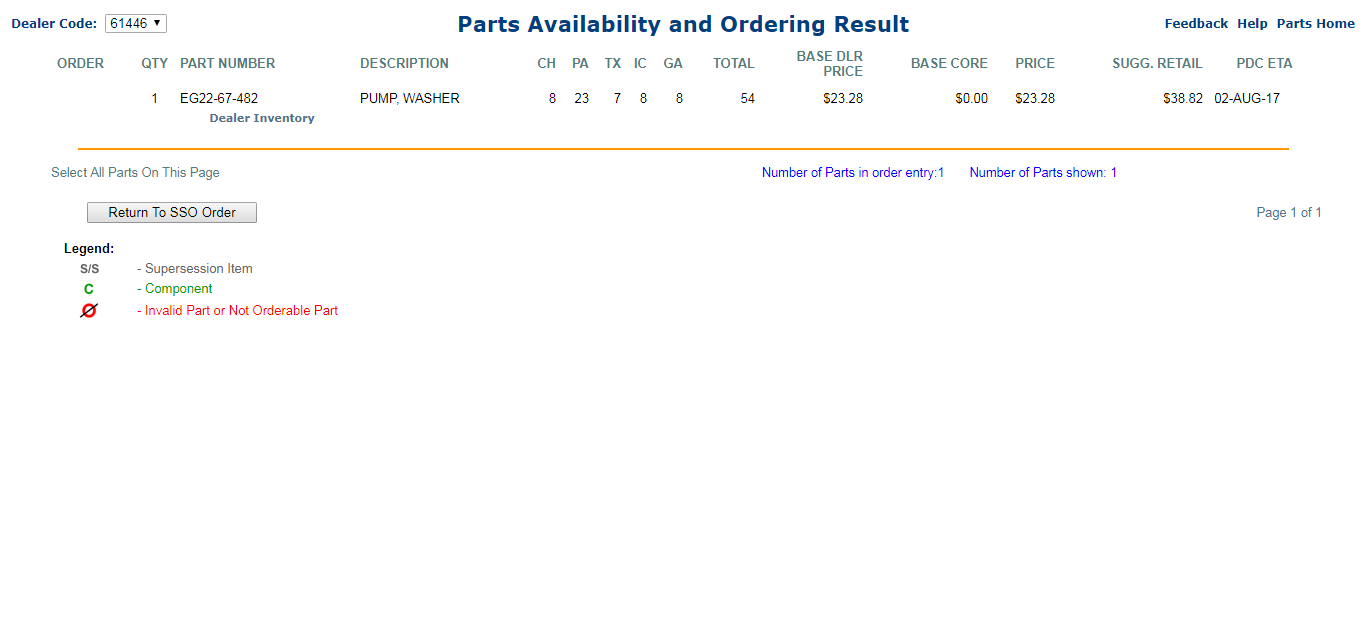 Dealer Code: 61446 Parts Availability and Ordering Result Feedback Help Parts Home
ORDER QTY PART NUMBER DESCRIPTION CH PA TX IC GA TOTAL BASE DLR PRICE BASE CORE PRICE SUGG. RETAIL PDC ETA
1 EG22-67-482 PUMP, WASHER 8 23 7 8 8 54 $23.28 $0.00 $23.28 $38.82 02-AUG-17
Dealer Inventory
Select All Parts On This Page Number of Parts in order entry:1 Number of Parts shown: 1
Return To SSO Order Page 1 of 1
Legend:
S/S - Supersession Item
C - Component
- Invalid Part or Not Orderable Part